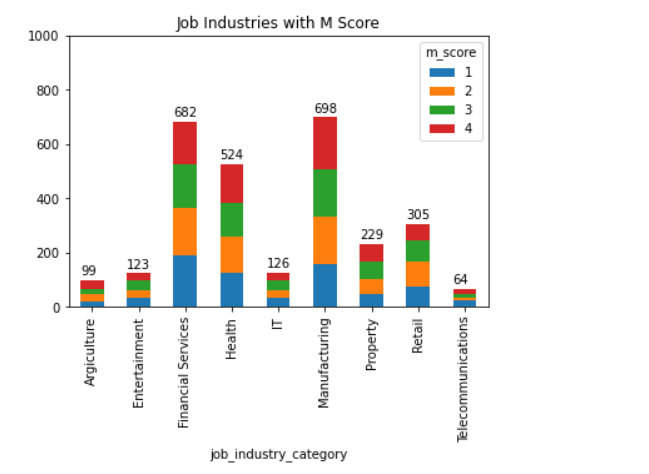 Job Industries with M Score
1000
800
600
400
200
0
m_score
1
2
3
4
99
123
682
524
126
698
229
305
64
Argiculture
Entertainment
Financial Services
Health
IT
Manufacturing
Property
Retail
Telecommunications
job_industry_category